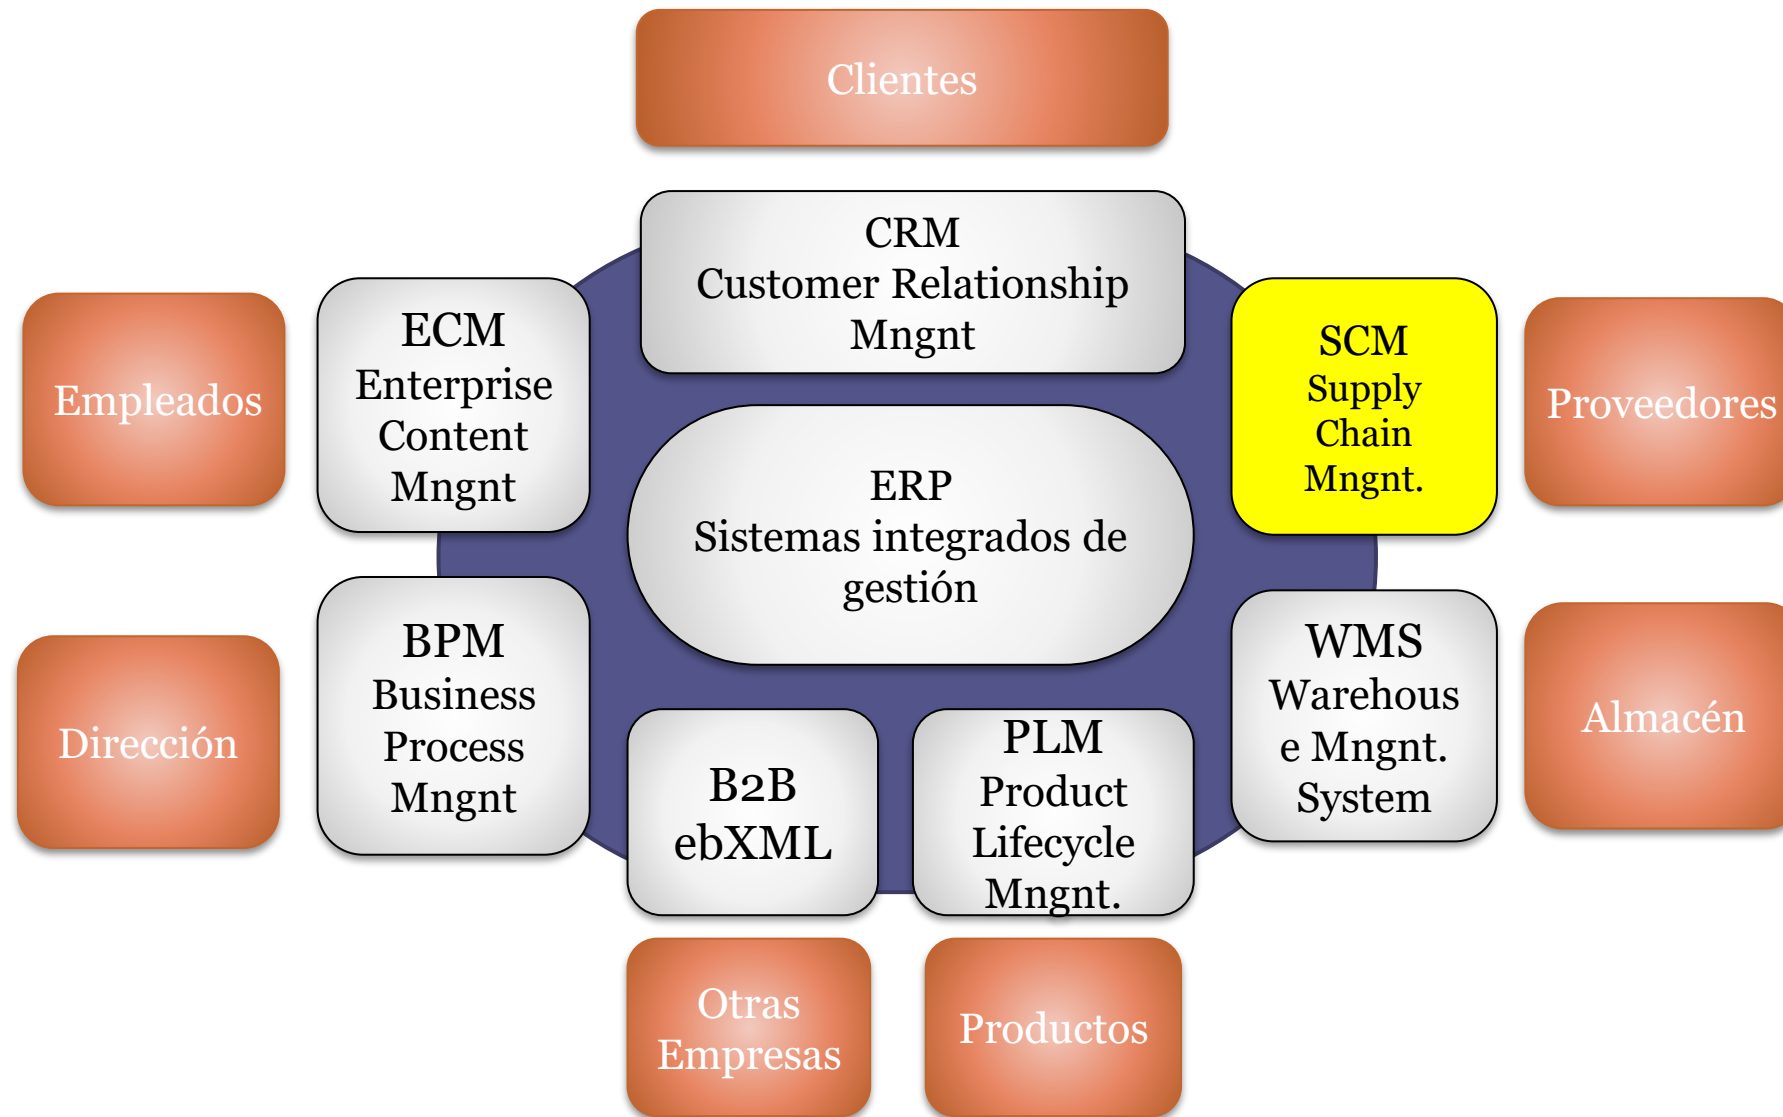 Clientes
CRM
Customer Relationship
Mngnt
ECM
Enterprise
Content
Mngnt
SCM
Supply
Chain
Mngnt.
Empleados
Proveedores
ERP
Sistemas integrados de
gestión
BPM
Business
Process
Mngnt
WMS
Warehous
e Mngnt.
System
Dirección
Almacén
B2B
ebXML
PLM
Product
Lifecycle
Mngnt.
Otras
Empresas
Productos